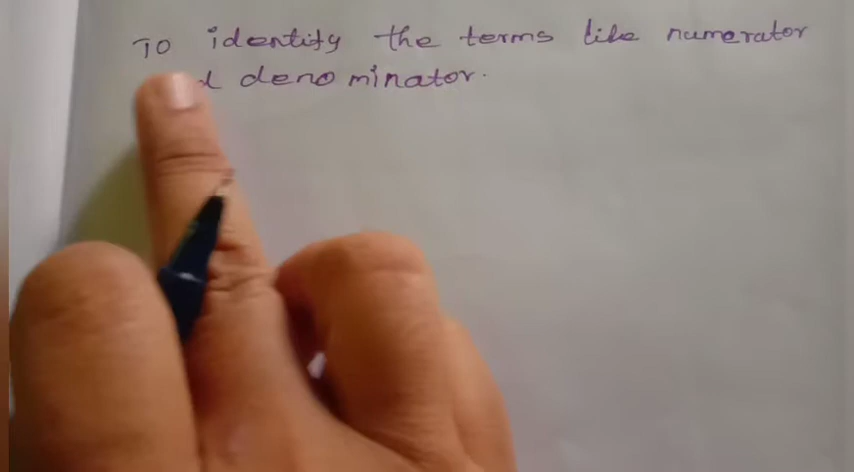 To identify the terms like numerator
denominator.